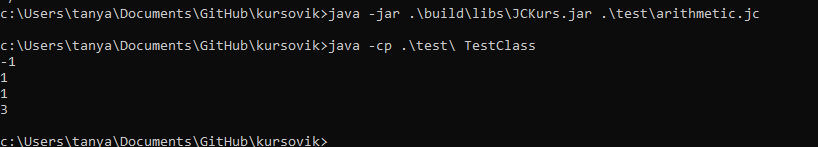 c:\Users\tanya\Documents\GitHub\kursovik>java -jar .\build\libs\JCKurs.jar .\test\arithmetic.jc
c:\Users\tanya\Documents\GitHub\kursovik>java -cp .\test\ TestClass
-1
1
1
3
c:\Users\tanya\Documents\GitHub\kursovik>